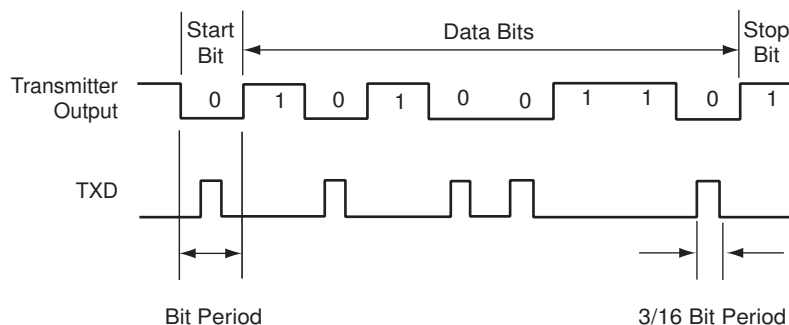 Start Bit
Data Bits
Stop Bit
Transmitter Output
0 1 0 1 0 0 1 1 0 1
TXD
Bit Period
3/16 Bit Period